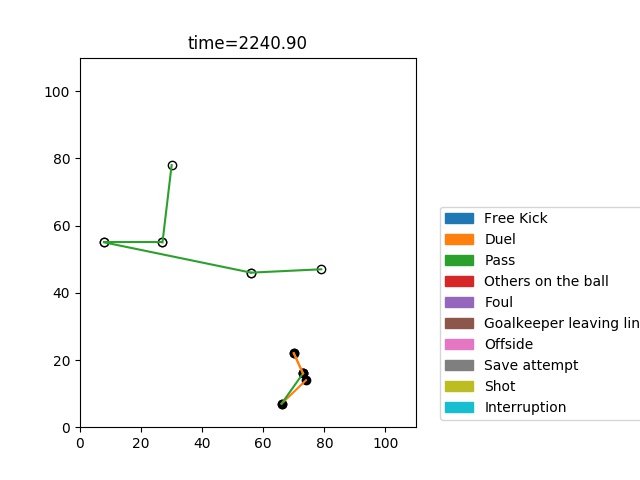 time=2240.90
100
80
60
40
20
0
0 20 40 60 80 100
Free Kick
Duel
Pass
Others on the ball
Foul
Goalkeeper leaving lin
Offside
Save attempt
Shot
Interruption